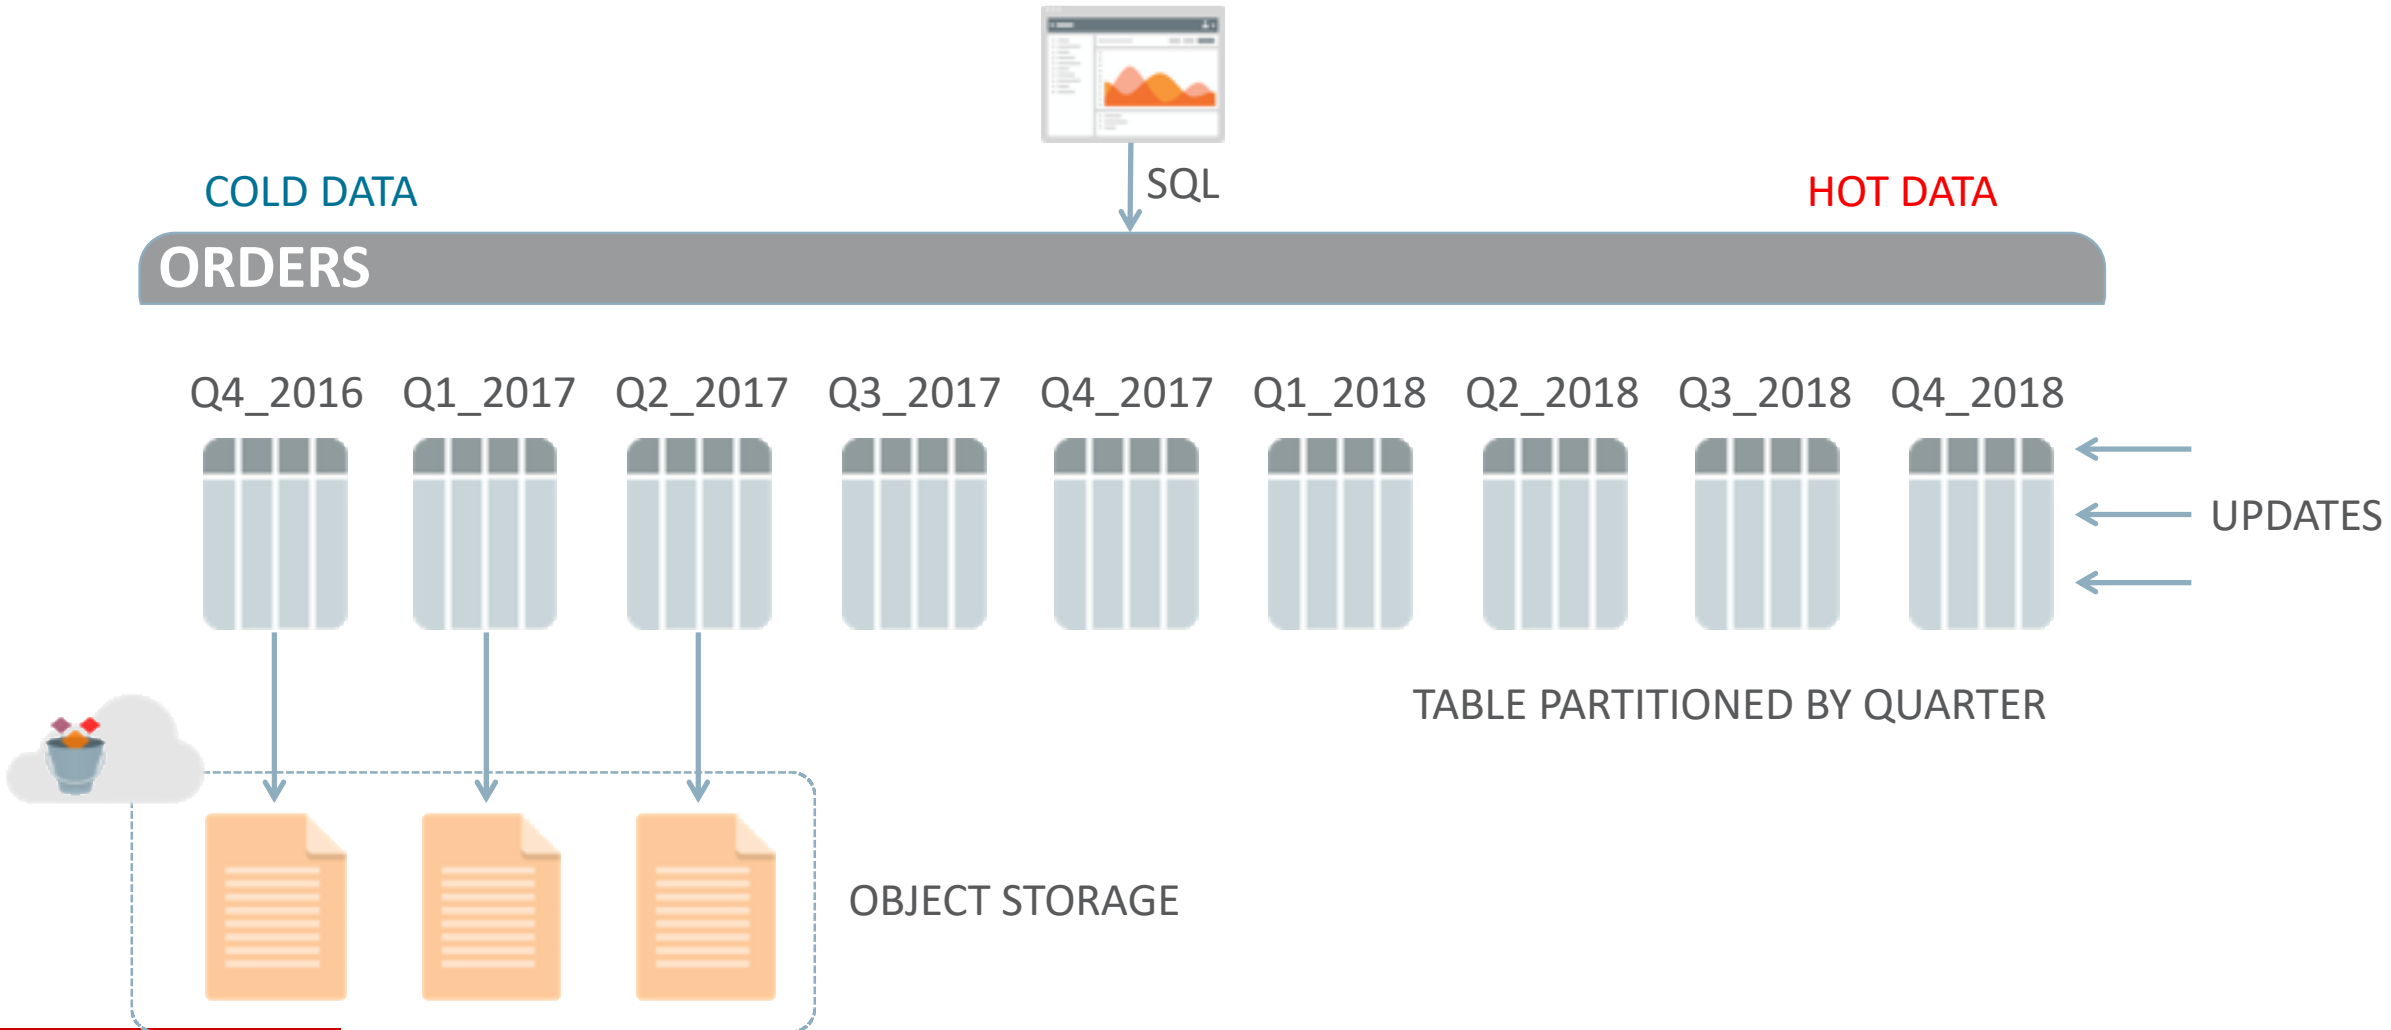 SQL
COLD DATA
HOT DATA
ORDERS
Q4_2016 Q1_2017 Q2_2017 Q3_2017 Q4_2017 Q1_2018 Q2_2018 Q3_2018 Q4_2018
UPDATES
TABLE PARTITIONED BY QUARTER
OBJECT STORAGE